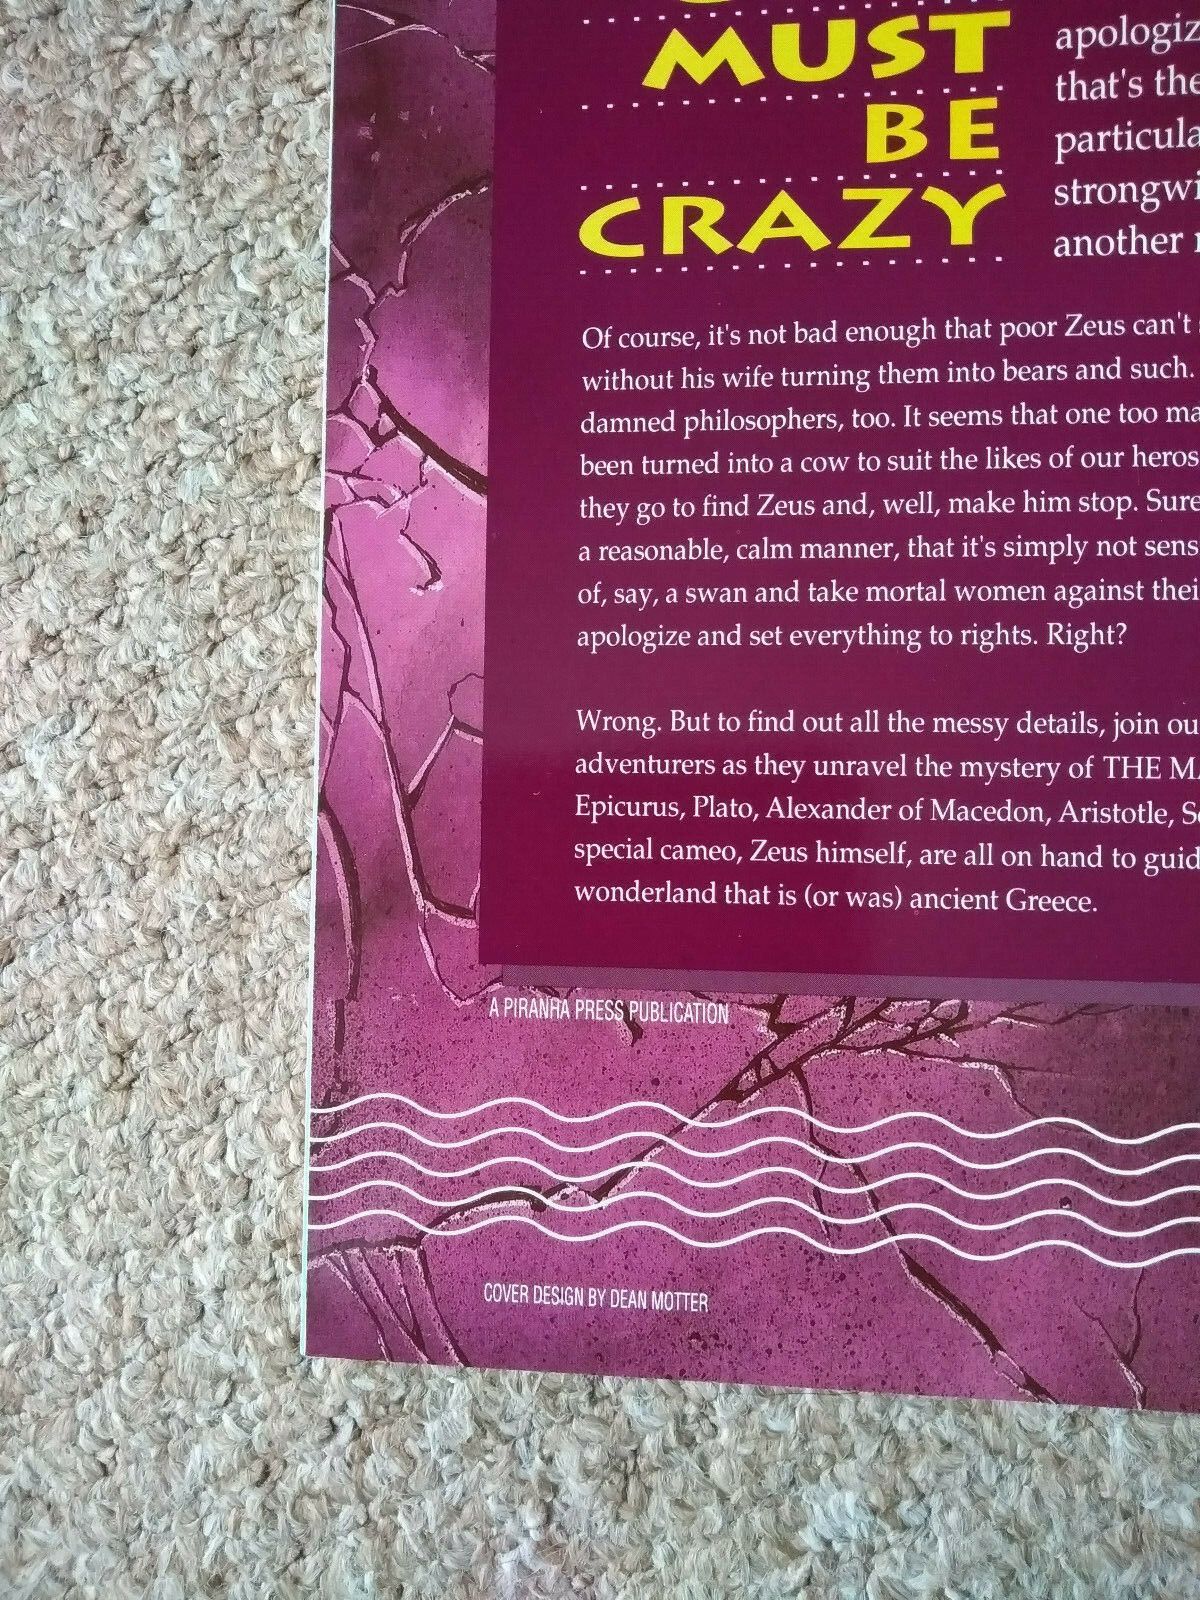 MUST
BE
CRAZY
apologiz
that's the
particula
strongwi
another
Of course, it's not bad enough that poor Zeus can't
without his wife turning them into bears and such.
damned philosophers, too. It seems that one too ma
been turned into a cow to suit the likes of our heros
they go to find Zeus and, well, make him stop. Sure
a reasonable, calm manner, that it's simply not sens
of, say, a swan and take mortal women against thei
apologize and set everything to rights. Right?
Wrong. But to find out all the messy details, join ou
adventurers as they unravel the mystery of THE MA
Epicurus, Plato, Alexander of Macedon, Aristotle, S
special cameo, Zeus himself, are all on hand to guid
wonderland that is (or was) ancient Greece.
A PIRANHA PRESS PUBLICATION
COVER DESIGN BY DEAN MOTTER